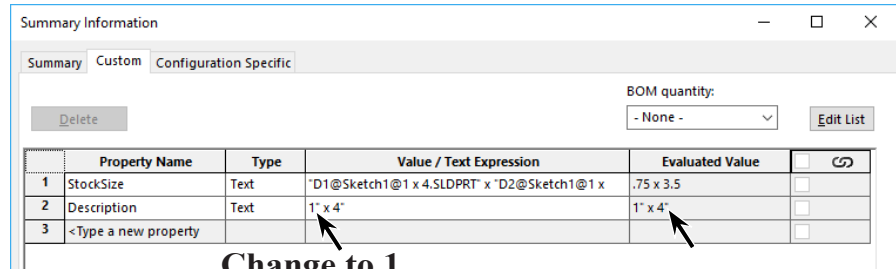 Summary Information
Summary Custom Configuration Specific
BOM quantity:
Delete - None - Edit List
Property Name Type Value / Text Expression Evaluated Value
1 StockSize Text "D1@Sketch1@1 x 4.SLDPRT" x "D2@Sketch1@1 x .75 x 3.5
2 Description Text 1" x 4" 1" x 4"
3 <Type a new property
Change to 1